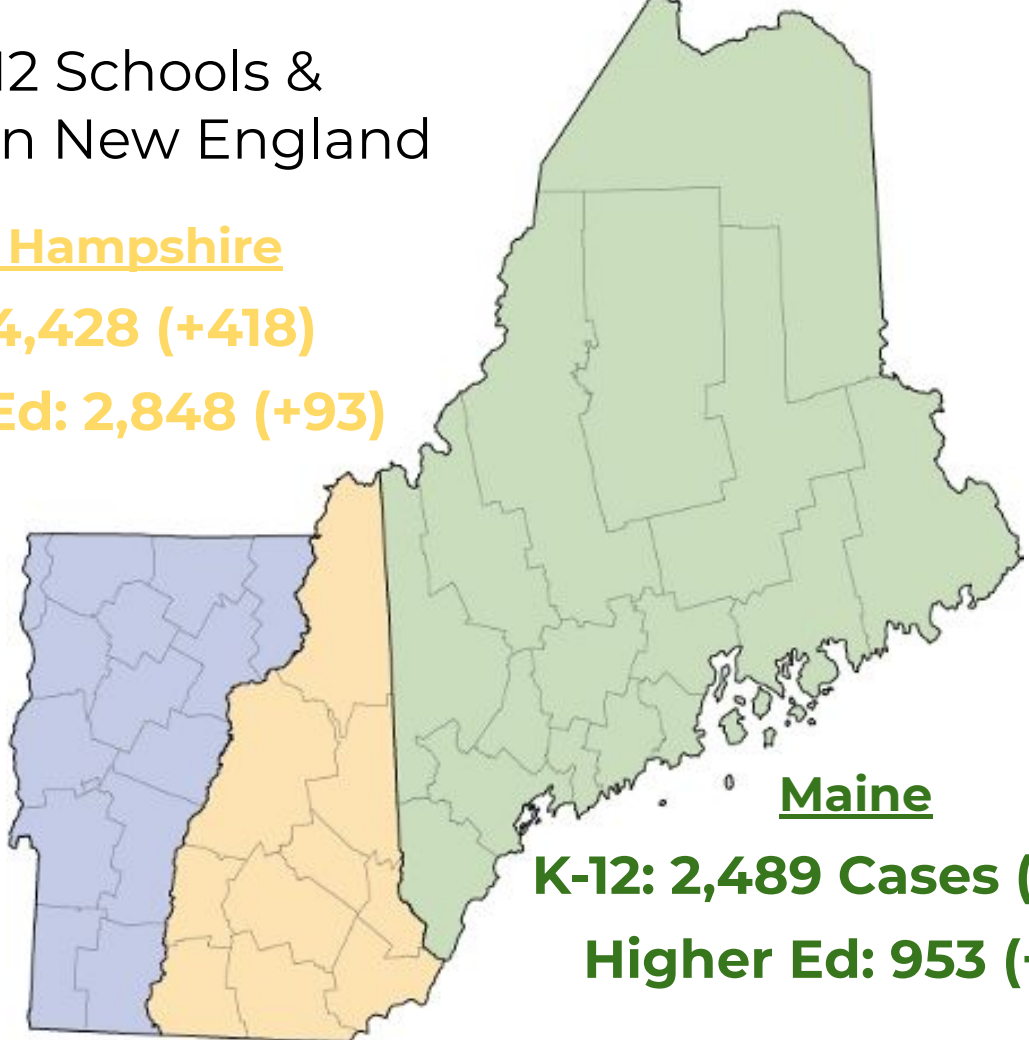 12 Schools &
n New England
Hampshire
4,428 (+418)
Ed: 2,848 (+93)
Maine
K-12: 2,489 Cases (
Higher Ed: 953 (